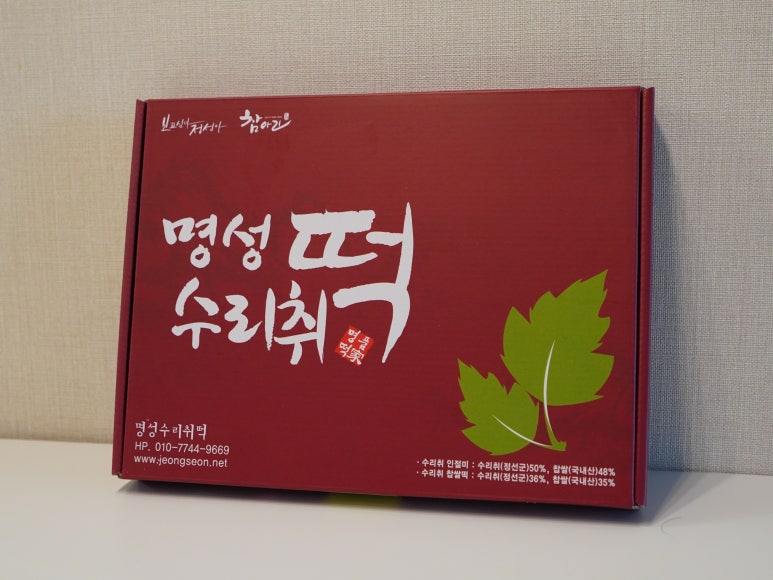 보고싶다 정선아
참아리
명성 떡
수리취
명품
떡家
명성수리취떡
HP. 010-7744-9669
www.jeongseon.net
· 수리취 인절미 : 수리취(정선군)50%, 찹쌀(국내산)48%
· 수리취 찹쌀떡 : 수리취(정선군)36%, 찹쌀(국내산)35%